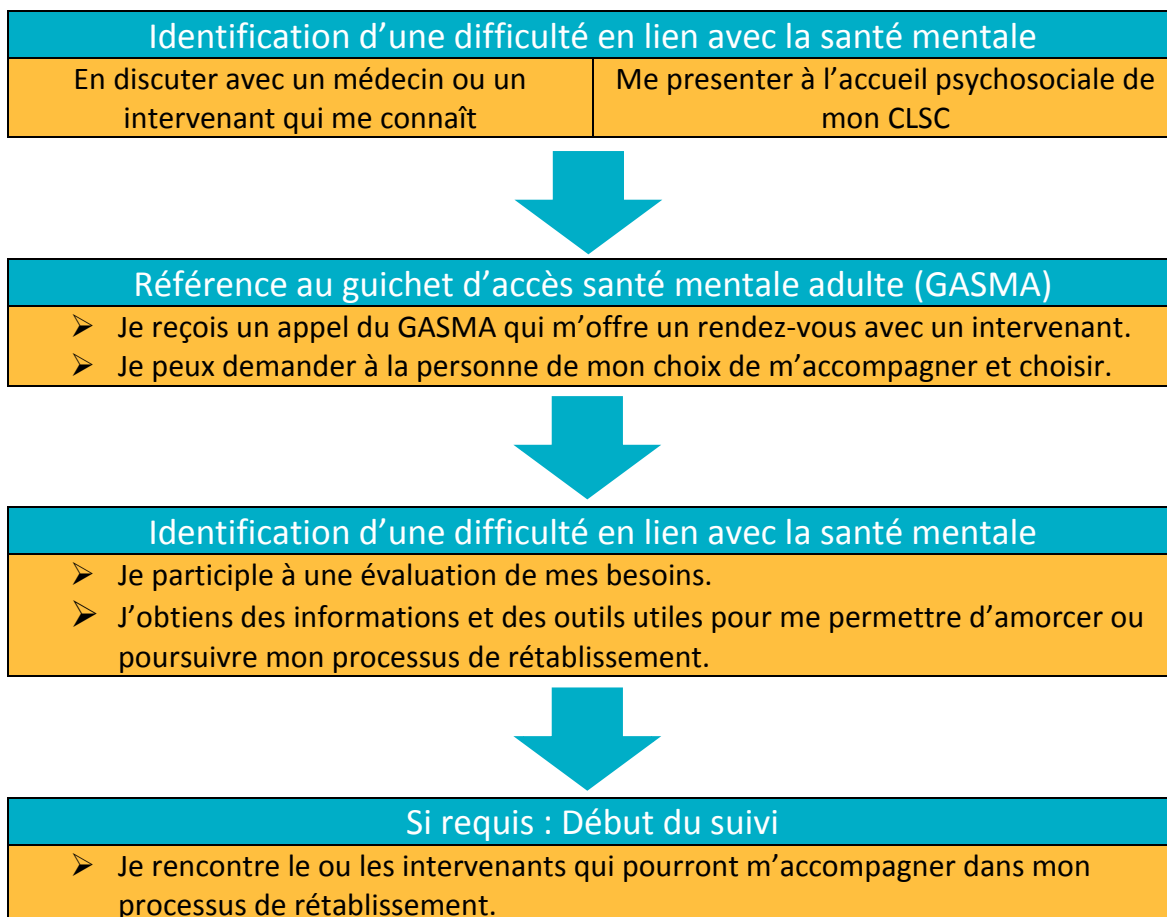 Identification d’une difficulté en lien avec la santé mentale
En discuter avec un médecin ou un
intervenant qui me connaît
Me presenter à l’accueil psychosociale de
mon CLSC
Référence au guichet d’accès santé mentale adulte (GASMA)
➢ Je reçois un appel du GASMA qui m’offre un rendez-vous avec un intervenant.
➢ Je peux demander à la personne de mon choix de m’accompagner et choisir.
Identification d’une difficulté en lien avec la santé mentale
➢ Je participle à une évaluation de mes besoins.
➢ J’obtiens des informations et des outils utiles pour me permettre d’amorcer ou
poursuivre mon processus de rétablissement.
Si requis : Début du suivi
➢ Je rencontre le ou les intervenants qui pourront m’accompagner dans mon
processus de rétablissement.